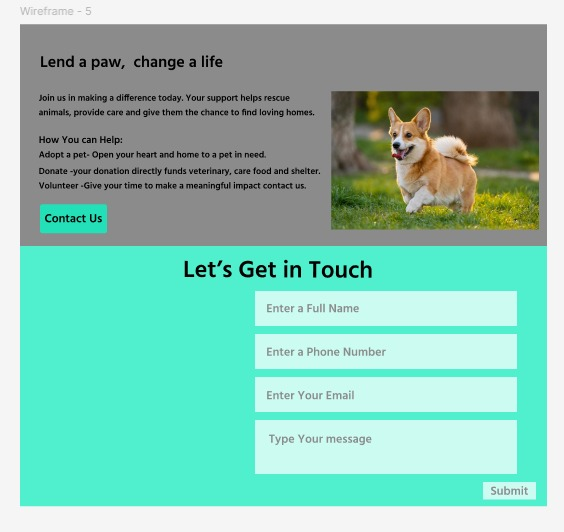 Wireframe - 5
Lend a paw, change a life
Join us in making a difference today. Your support helps rescue
animals, provide care and give them the chance to find loving homes.
How You can Help:
Adopt a pet- Open your heart and home to a pet in need.
Donate -your donation directly funds veterinary, care food and shelter.
Volunteer -Give your time to make a meaningful impact contact us.
Contact Us
Let's Get in Touch
Enter a Full Name
Enter a Phone Number
Enter Your Email
Type Your message
Submit